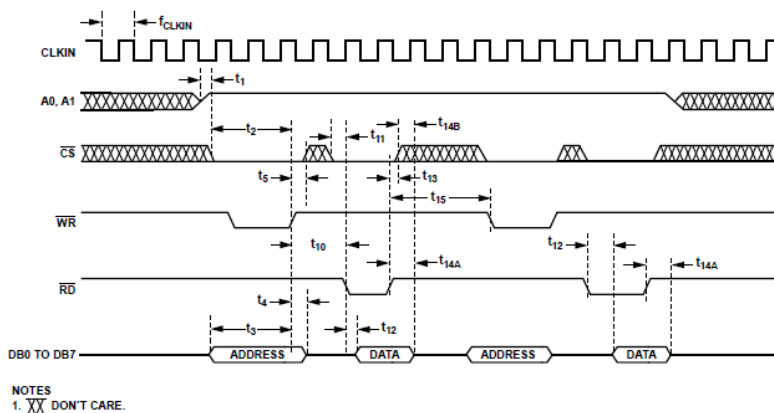 fCLKIN
CLKIN
t1
A0, A1
t2
t11
t14B
CS
t5
t13
t15
WR
t10
t12
t14A
t14A
RD
t4
t3
t12
DB0 TO DB7
ADDRESS
DATA
ADDRESS
DATA
NOTES
1. DON'T CARE.